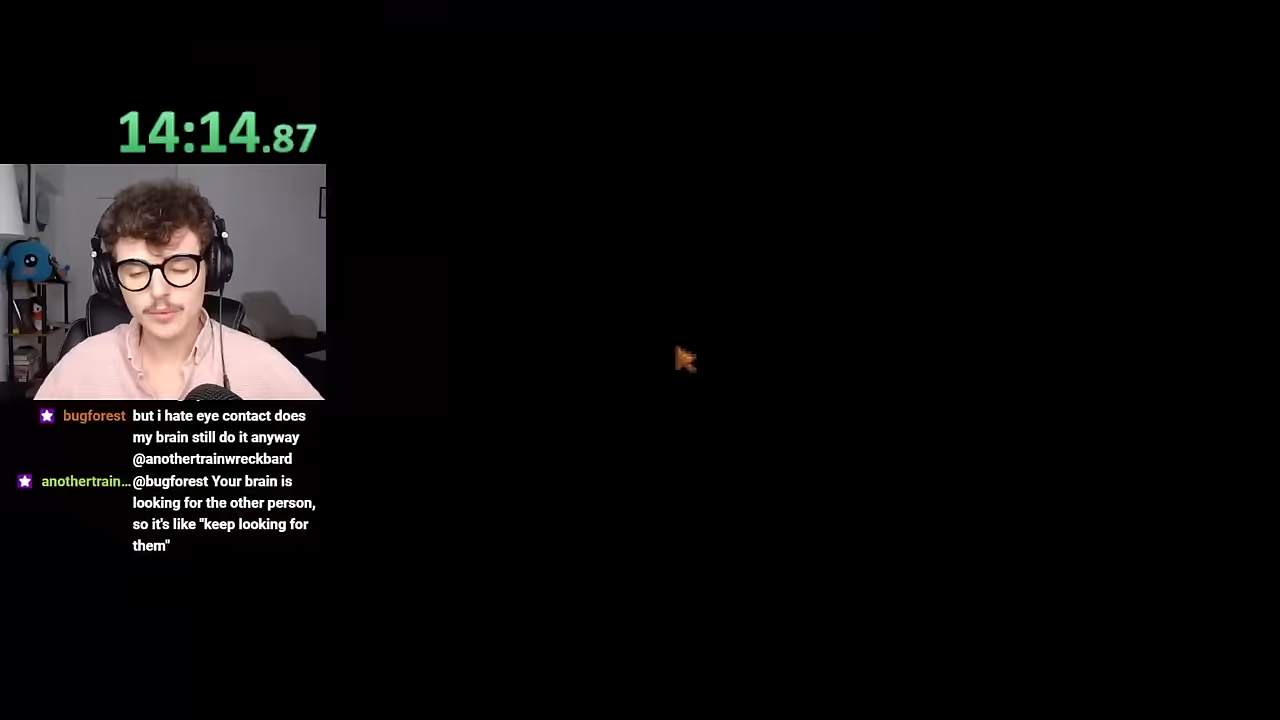 14:14.87
bugforest but i hate eye contact does
my brain still do it anyway
@anothertrainwreckbard
anothertrain... @bugforest Your brain is
looking for the other person,
so it's like "keep looking for
them"